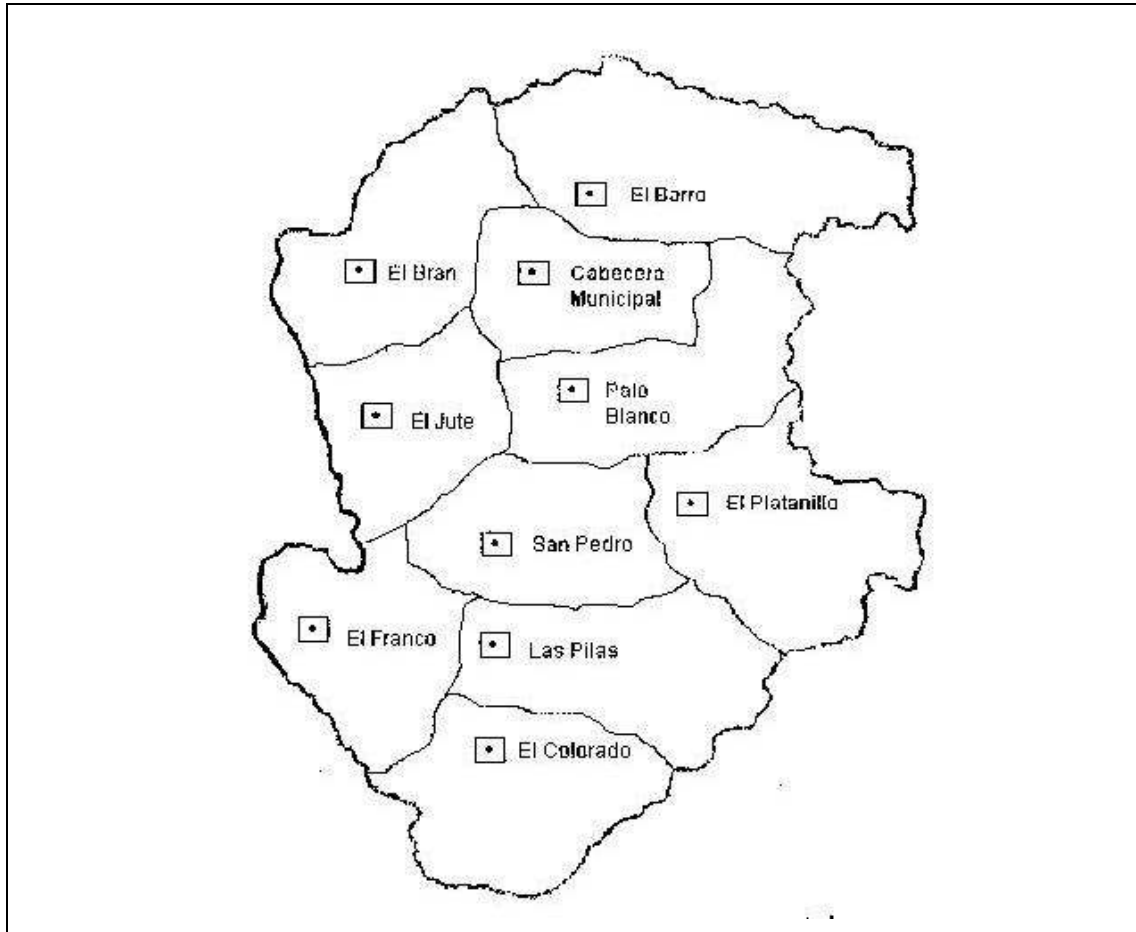 El Barro
El Bran
Cabecera
Municipal
Palo
Blanco
El Jute
El Platanillo
San Pedro
El Franco
Las Pilas
El Colorado